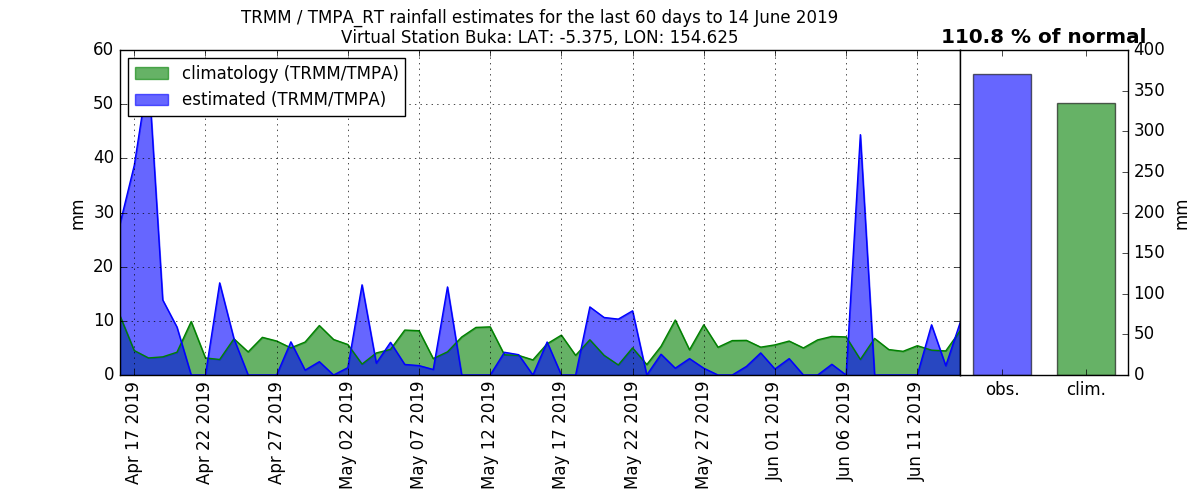 TRMM / TMPA_RT rainfall estimates for the last 60 days to 14 June 2019
Virtual Station Buka: LAT: -5.375, LON: 154.625
110.8 % of normal
climatology (TRMM/TMPA)
estimated (TRMM/TMPA)
60
50
40
30
20
10
0
mm
400
350
300
250
200
150
100
50
0
mm
Apr 17 2019
Apr 22 2019
Apr 27 2019
May 02 2019
May 07 2019
May 12 2019
May 17 2019
May 22 2019
May 27 2019
Jun 01 2019
Jun 06 2019
Jun 11 2019
obs.
clim.